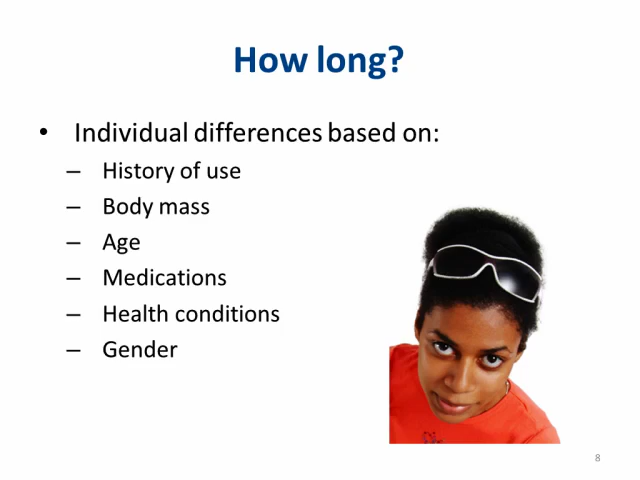 How long?
• Individual differences based on:
– History of use
– Body mass
– Age
– Medications
– Health conditions
– Gender
8